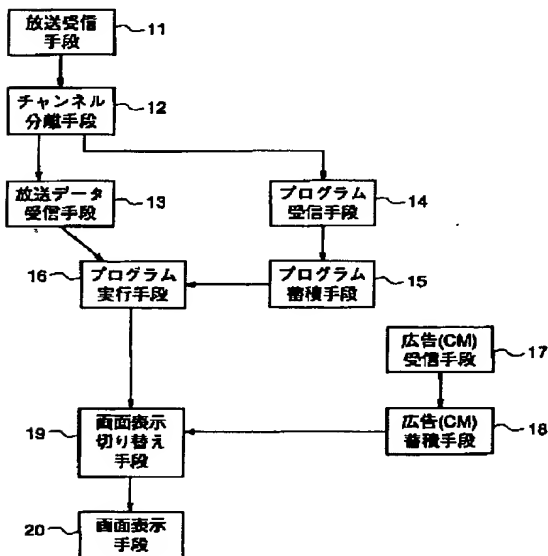 放送受信
手段
11
チャンネル
分離手段
12
放送データ
受信手段
13
プログラム
受信手段
14
16
プログラム
実行手段
プログラム
蓄積手段
15
広告(CM)
受信手段
17
広告(CM)
蓄積手段
18
19
画面表示
切り替え
手段
20
画面表示
手段